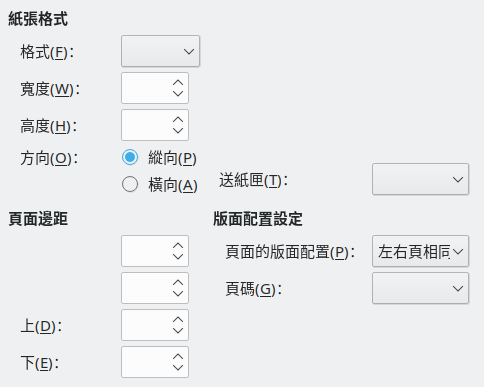 紙張格式
格式(F)：
寬度(W)：
高度(H)：
方向(O)：
縱向(P)
橫向(A)
送紙匣(T)：
頁面邊距
版面配置設定
頁面的版面配置(P)：
左右頁相同
頁碼(G)：
上(D)：
下(E)：